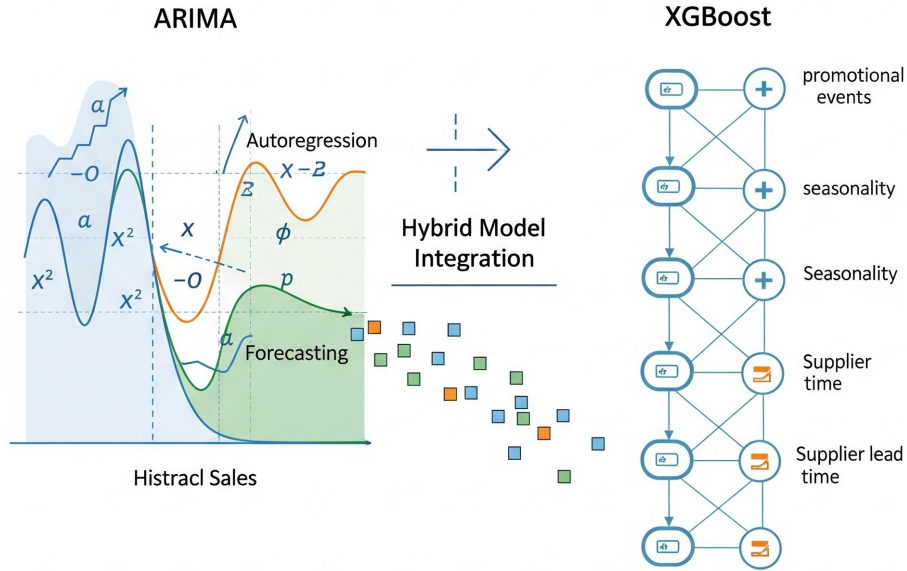 ARIMA
XGBoost
a
-O
a
X²
X²
X²
Autoregression
x-2
x
-O
ϕ
p
a
Forecasting
Histracl Sales
Hybrid Model
Integration
promotional
events
seasonality
Seasonality
Supplier
time
Supplier lead
time